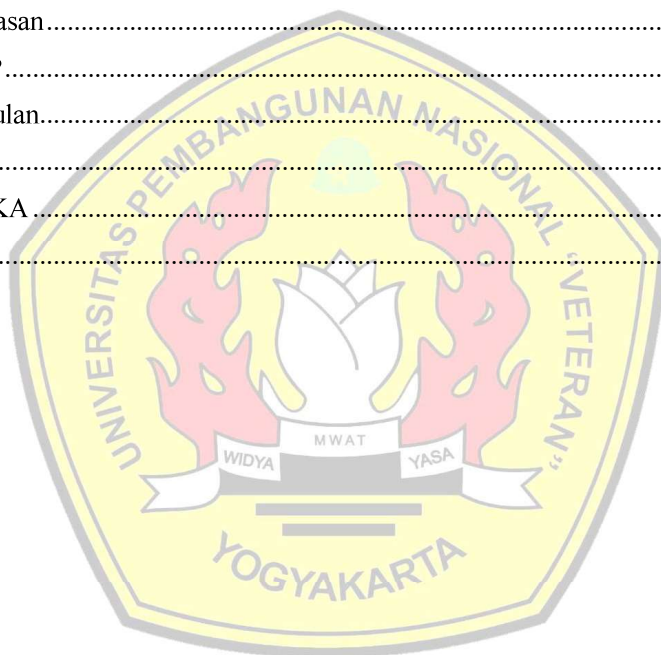 asan...........................................................................................
P...........................................................................................
ulan...........................................................................................
...........................................................................................
KA...........................................................................................
...........................................................................................
UNIVERSITAS PEMBANGUNAN NASIONAL "VETERAN"
WIDYA MWAT YASA
YOGYAKARTA